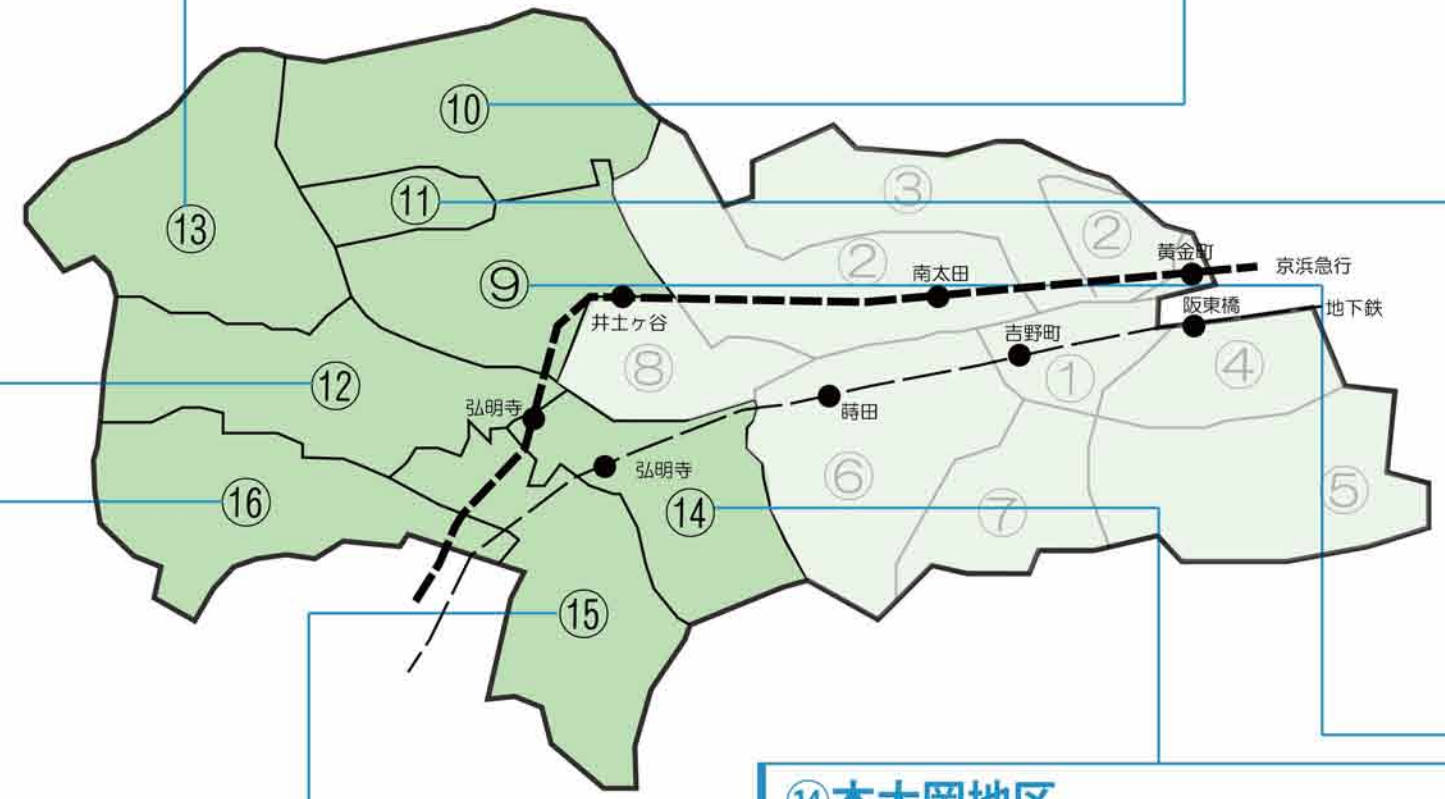 ⑩
③
⑪
②
⑬
②
黄金町
⑨
南太田
京浜急行
井土ヶ谷
阪東橋
地下鉄
吉野町
⑧
①
④
⑫
弘明寺
蒔田
弘明寺
⑥
⑤
⑯
⑭
⑦
⑮